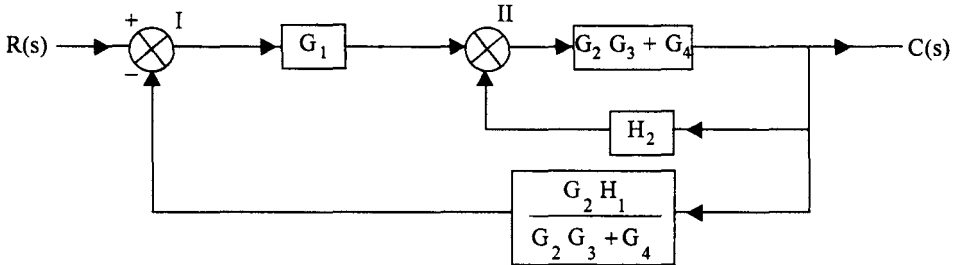 + I II
R(s) G₁ G₂ G₃ + G₄ C(s)
−
H₂
G₂ H₁
G₂ G₃ + G₄